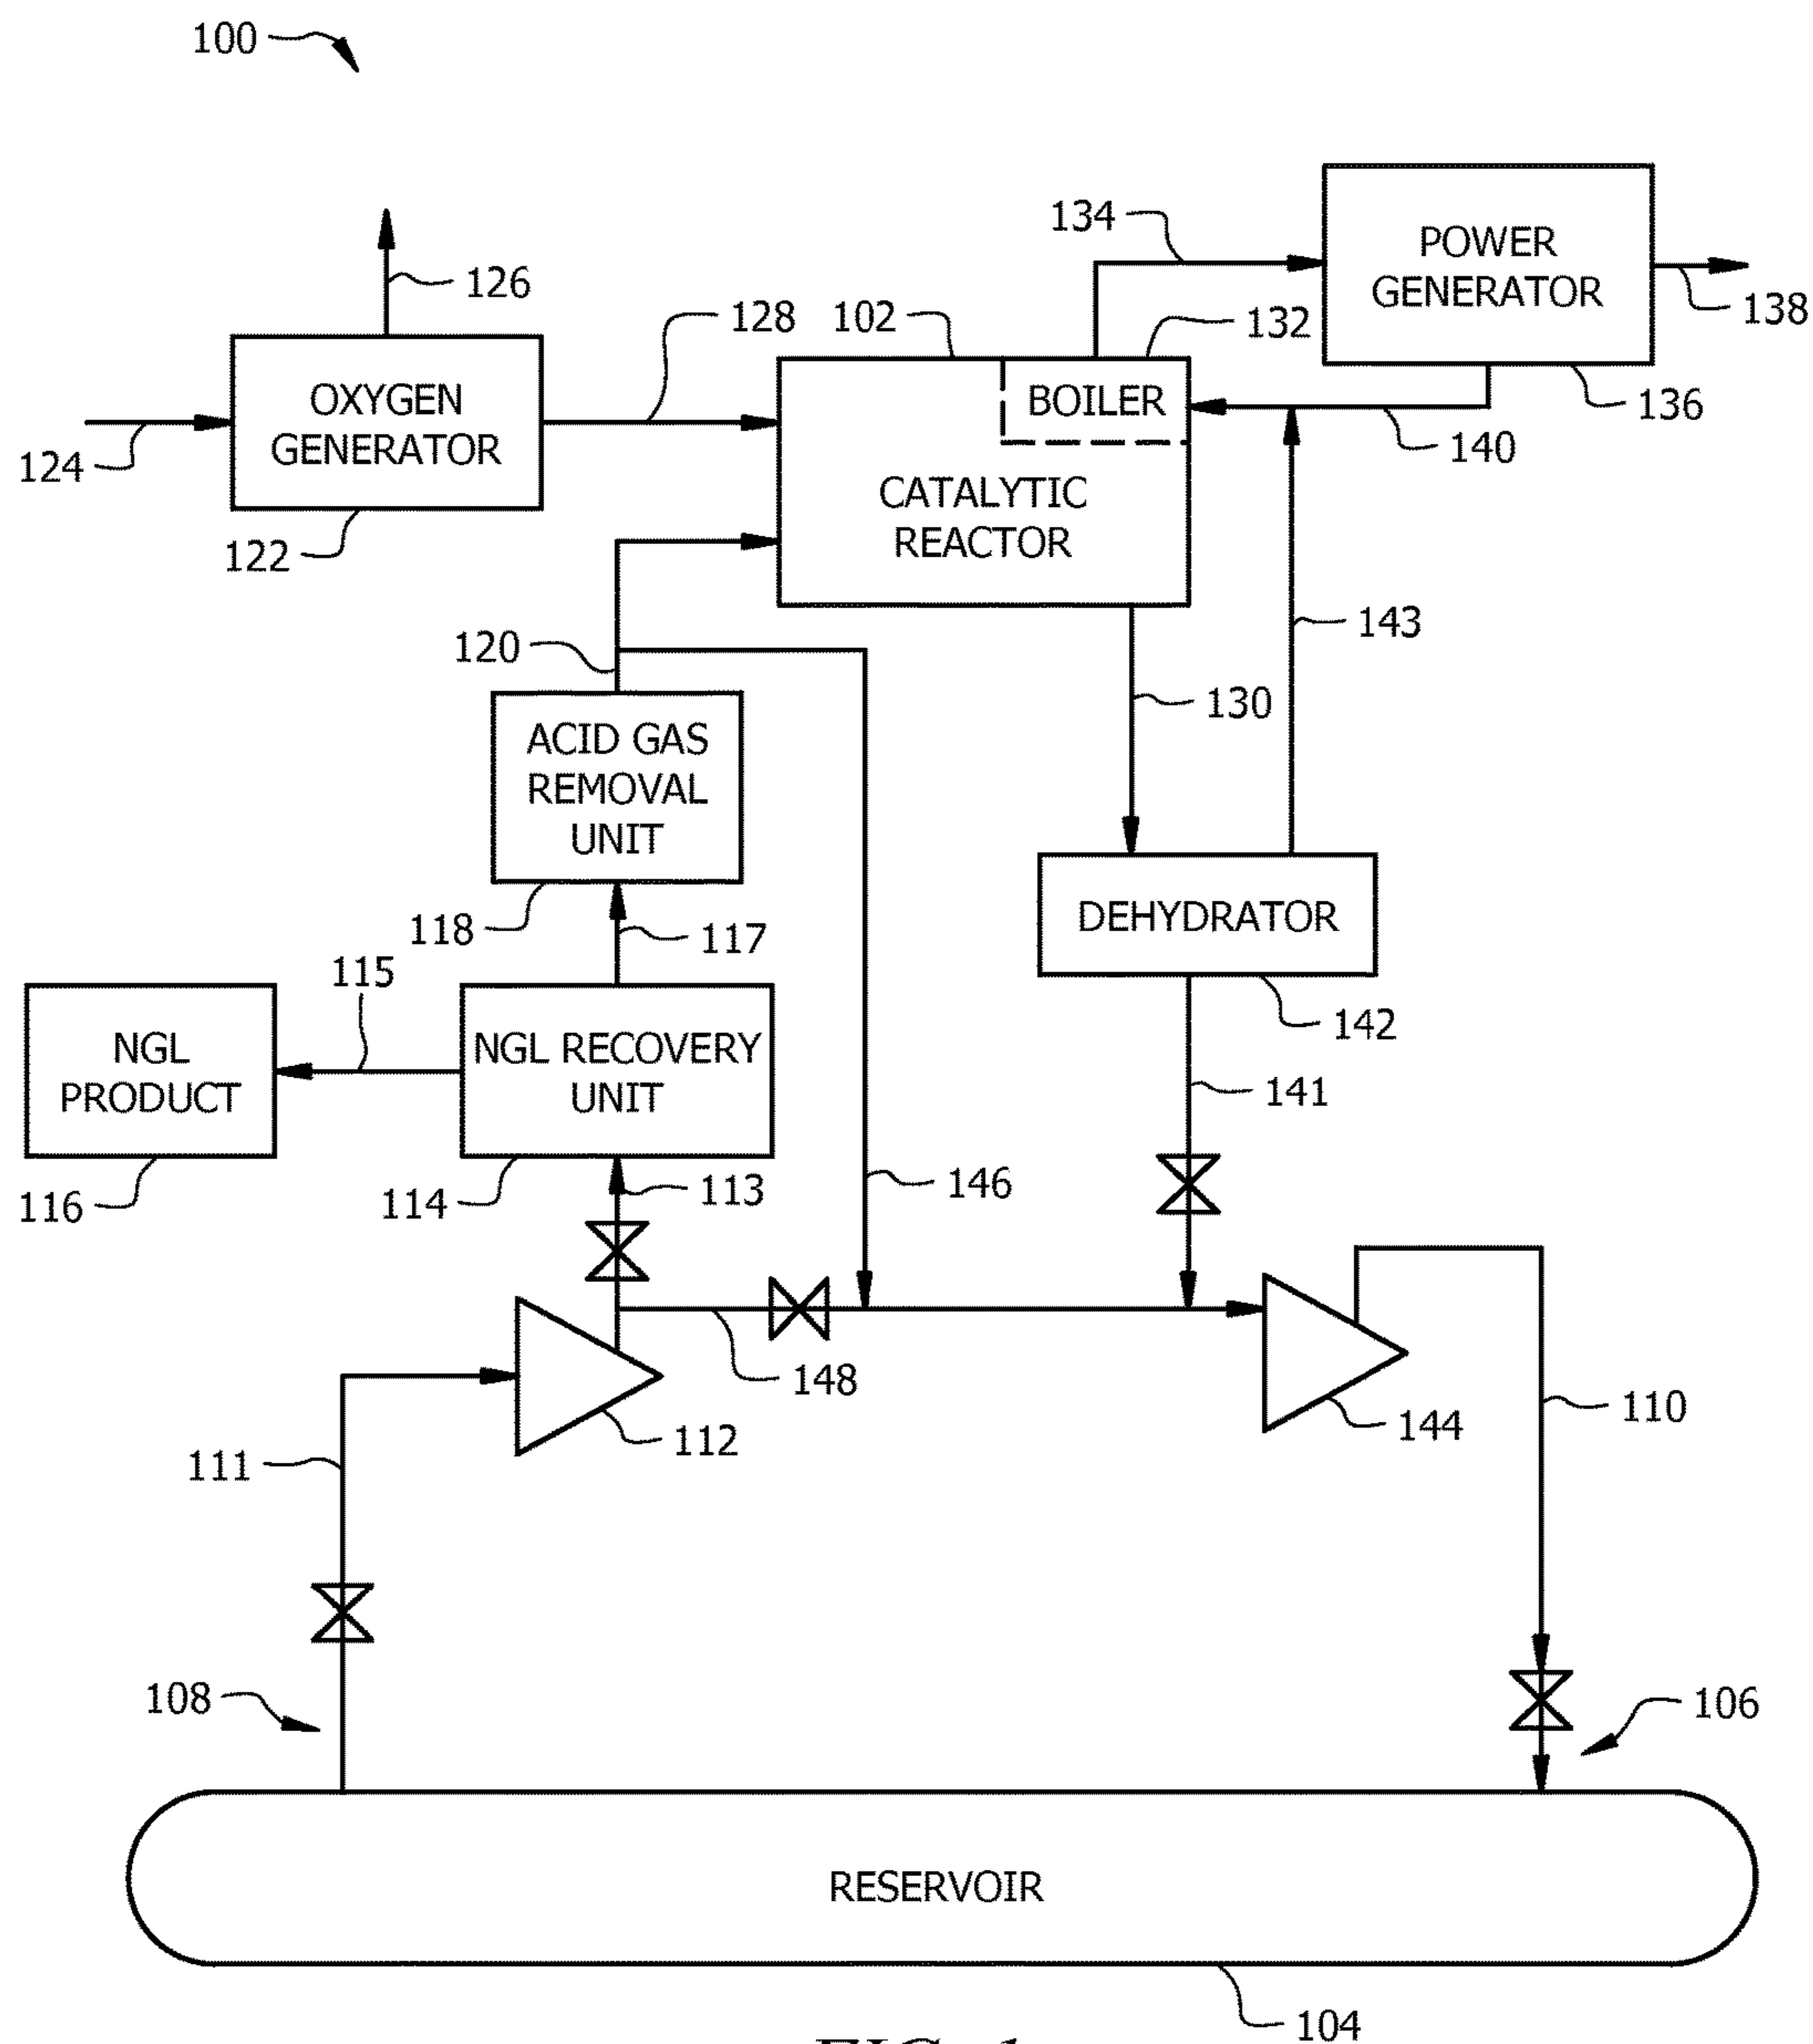 100
134
POWER
GENERATOR
138
126
128
102
132
136
OXYGEN
GENERATOR
BOILER
140
124
122
CATALYTIC
REACTOR
143
120
130
ACID GAS
REMOVAL
UNIT
118
117
DEHYDRATOR
142
115
NGL
PRODUCT
NGL RECOVERY
UNIT
141
116
114
113
146
148
112
144
110
111
108
106
RESERVOIR
104
FIG. 1